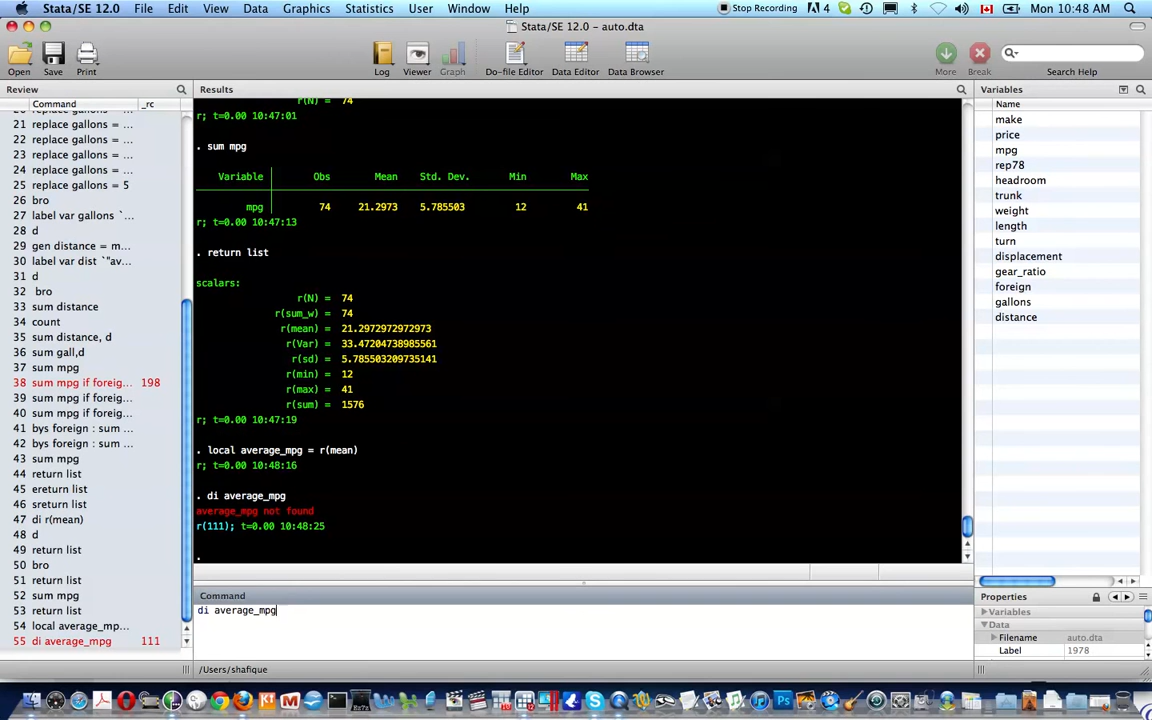 Stata/SE 12.0 File Edit View Data Graphics Statistics User Window Help Stop Recording 4 Mon 10:48 AM
Stata/SE 12.0 - auto.dta
Open Save Print Log Viewer Graph Do-file Editor Data Editor Data Browser More Break Search Help
Review
Command _rc
21 replace gallons = ...
22 replace gallons = ...
23 replace gallons = ...
24 replace gallons = ...
25 replace gallons = 5
26 bro
27 label var gallons `...
28 d
29 gen distance = m...
30 label var dist `"av...
31 d
32 bro
33 sum distance
34 count
35 sum distance, d
36 sum gall,d
37 sum mpg
38 sum mpg if foreig... 198
39 sum mpg if foreig...
40 sum mpg if foreig...
41 bys foreign : sum ...
42 bys foreign : sum ...
43 sum mpg
44 return list
45 ereturn list
46 sreturn list
47 di r(mean)
48 d
49 return list
50 bro
51 return list
52 sum mpg
53 return list
54 local average_mp...
55 di average_mpg 111
Results
r(N) = 74
r; t=0.00 10:47:01
. sum mpg
Variable Obs Mean Std. Dev. Min Max
mpg 74 21.2973 5.785503 12 41
r; t=0.00 10:47:13
. return list
scalars:
r(N) = 74
r(sum_w) = 74
r(mean) = 21.2972972972973
r(Var) = 33.47204738985561
r(sd) = 5.785503209735141
r(min) = 12
r(max) = 41
r(sum) = 1576
r; t=0.00 10:47:19
. local average_mpg = r(mean)
r; t=0.00 10:48:16
. di average_mpg
average_mpg not found
r(111); t=0.00 10:48:25
.
Command
di average_mpg
/Users/shafique
Variables
Name
make
price
mpg
rep78
headroom
trunk
weight
length
turn
displacement
gear_ratio
foreign
gallons
distance
Properties
Variables
Data
Filename auto.dta
Label 1978